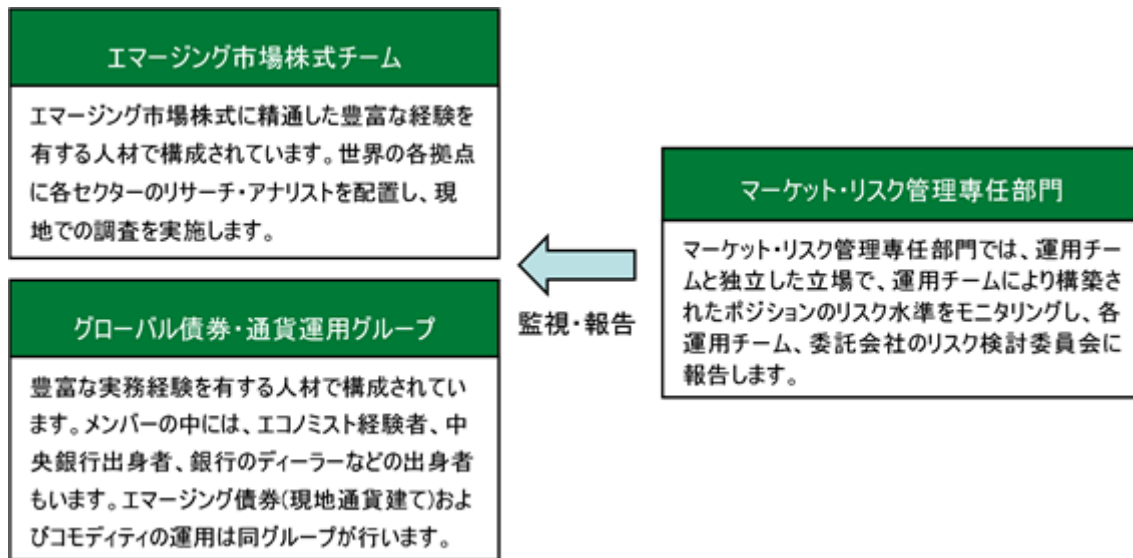 エマージング市場株式チーム
エマージング市場株式に精通した豊富な経験を
有する人材で構成されています。世界の各拠点
に各セクターのリサーチ・アナリストを配置し、現
地での調査を実施します。
グローバル債券・通貨運用グループ
豊富な実務経験を有する人材で構成されてい
ます。メンバーの中には、エコノミスト経験者、中
央銀行出身者、銀行のディーラーなどの出身者
もいます。エマージング債券(現地通貨建て)およ
びコモディティの運用は同グループが行います。
監視・報告
マーケット・リスク管理専任部門
マーケット・リスク管理専任部門では、運用チー
ムと独立した立場で、運用チームにより構築さ
れたポジションのリスク水準をモニタリングし、各
運用チーム、委託会社のリスク検討委員会に
報告します。